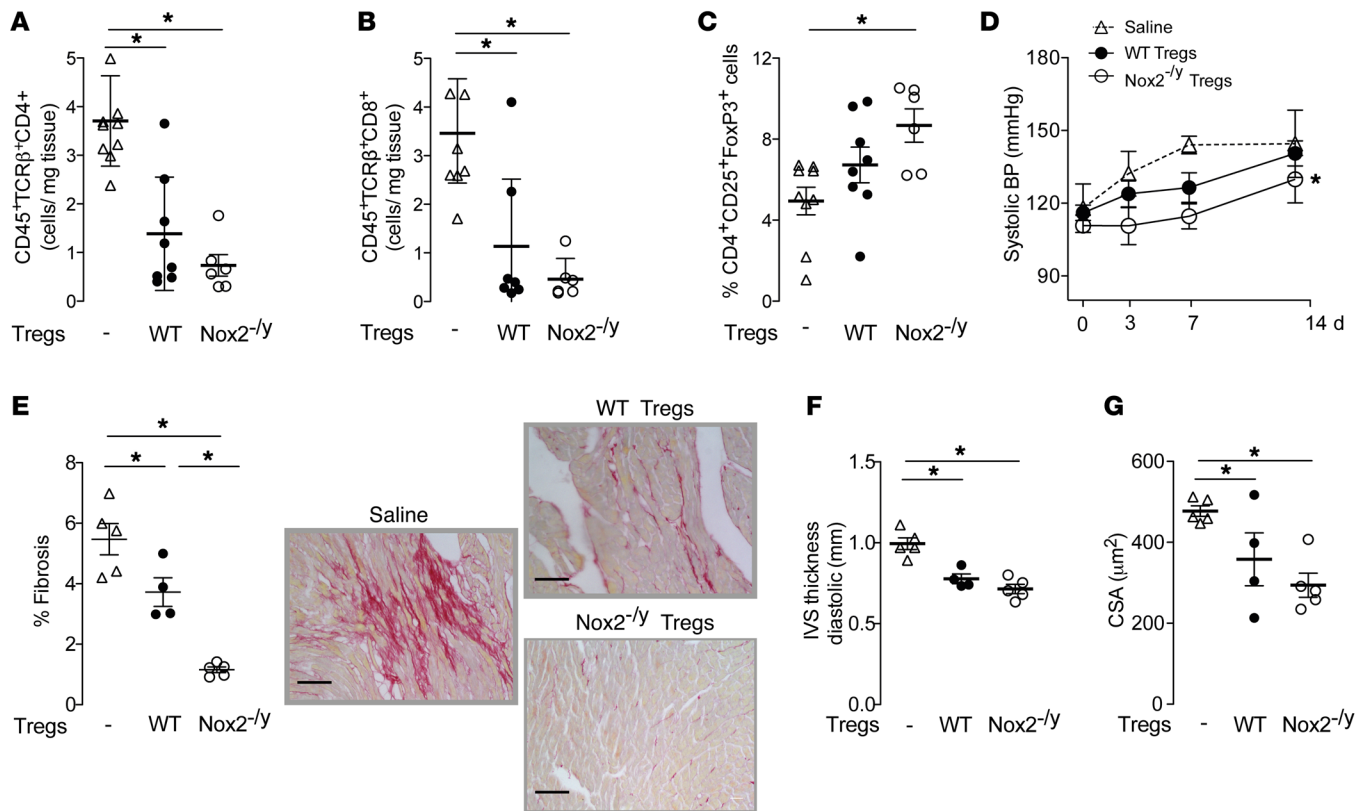 A
CD45+TCRβ+CD4+
(cells/ mg tissue)
5
4
3
2
1
0
*
*
Tregs - WT Nox2-/y
B
CD45+TCRβ+CD8+
(cells/ mg tissue)
5
4
3
2
1
0
*
*
Tregs - WT Nox2-/y
C
% CD4+CD25+FoxP3+ cells
12
8
4
0
*
Tregs - WT Nox2-/y
D
Saline
WT Tregs
Nox2-/y Tregs
Systolic BP (mmHg)
180
150
120
90
*
0 3 7 14 d
E
% Fibrosis
8
6
4
2
0
*
*
*
Tregs - WT Nox2-/y
Saline
WT Tregs
Nox2-/y Tregs
F
IVS thickness
diastolic (mm)
1.5
1.0
0.5
0.0
*
*
Tregs - WT Nox2-/y
G
CSA (μm2)
600
400
200
0
*
*
Tregs - WT Nox2-/y